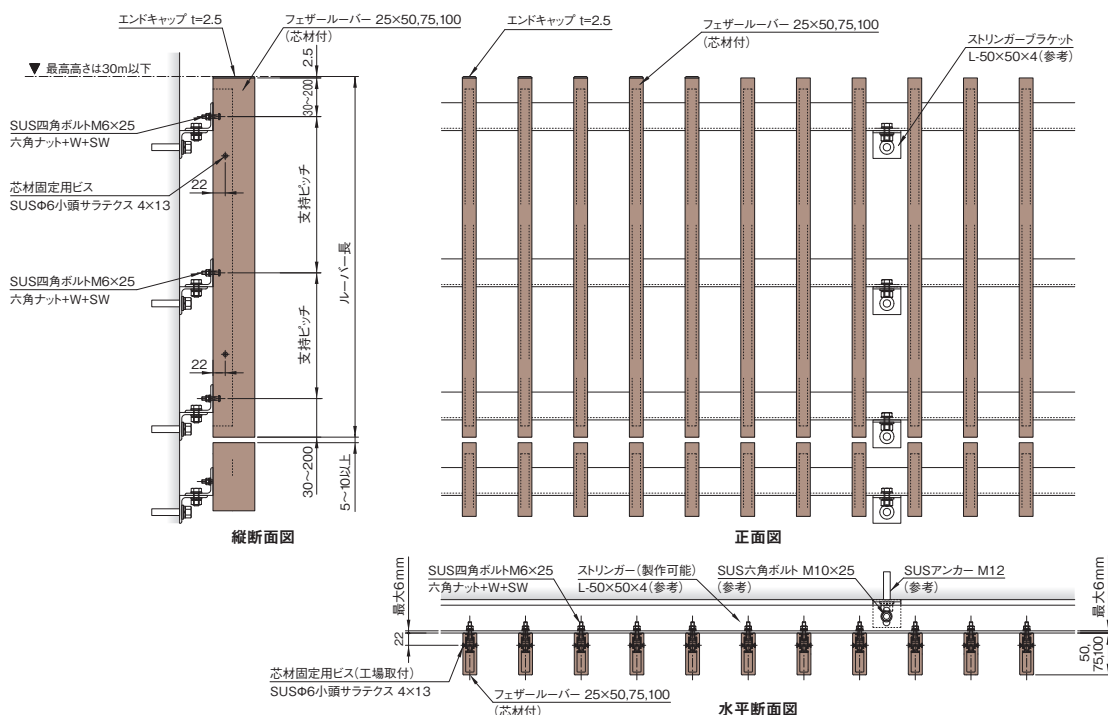 エンドキャップ t=2.5
フェザールーバー 25×50,75,100
(芯材付)
▼ 最高高さは30m以下
2.5
30~200
SUS四角ボルトM6×25
六角ナット+W+SW
芯材固定用ビス
SUSΦ6小頭サラテクス 4×13
22
支持ピッチ
ルーバー長
SUS四角ボルトM6×25
六角ナット+W+SW
支持ピッチ
22
30~200
5~10以上
縦断面図
エンドキャップ t=2.5
フェザールーバー 25×50,75,100
(芯材付)
ストリンガーブラケット
L-50×50×4(参考)
正面図
最大6mm
22
SUS四角ボルトM6×25
六角ナット+W+SW
ストリンガー(製作可能)
L-50×50×4(参考)
SUS六角ボルト M10×25
(参考)
SUSアンカー M12
(参考)
最大6mm
50,
75,100
芯材固定用ビス(工場取付)
SUSΦ6小頭サラテクス 4×13
フェザールーバー 25×50,75,100
(芯材付)
水平断面図